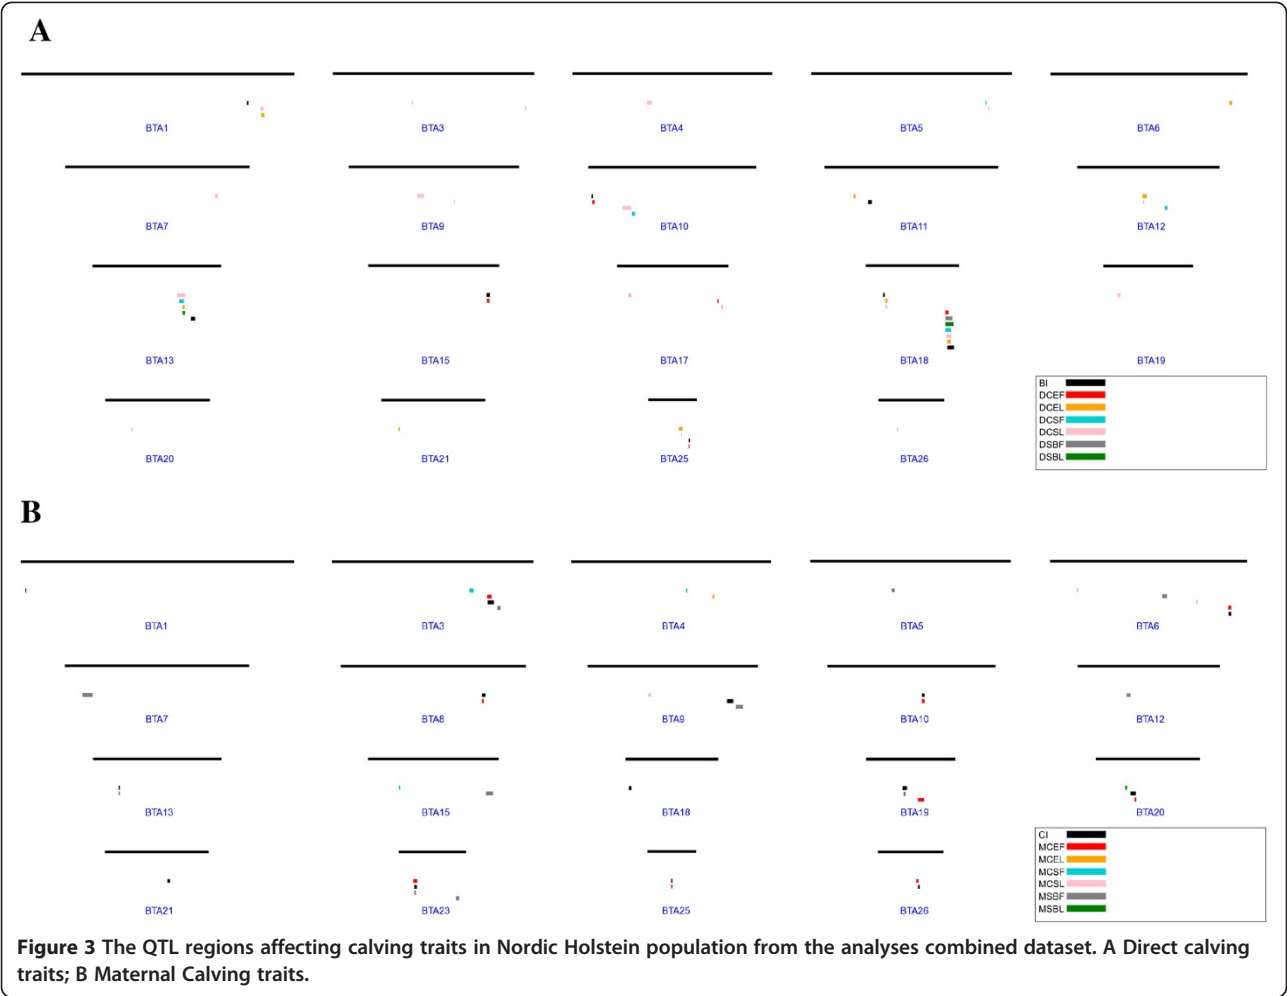 A
BTA1
BTA3
BTA4
BTA5
BTA6
BTA7
BTA9
BTA10
BTA11
BTA12
BTA13
BTA15
BTA17
BTA18
BTA19
BI
DCEF
DCEL
DCSF
DCSL
DSBF
DSBL
BTA20
BTA21
BTA25
BTA26
B
BTA1
BTA3
BTA4
BTA5
BTA6
BTA7
BTA8
BTA9
BTA10
BTA12
BTA13
BTA15
BTA18
BTA19
BTA20
CI
MCEF
MCEL
MCSF
MCSL
MSBF
MSBL
BTA21
BTA23
BTA25
BTA26
Figure 3 The QTL regions affecting calving traits in Nordic Holstein population from the analyses combined dataset. A Direct calving
traits; B Maternal Calving traits.